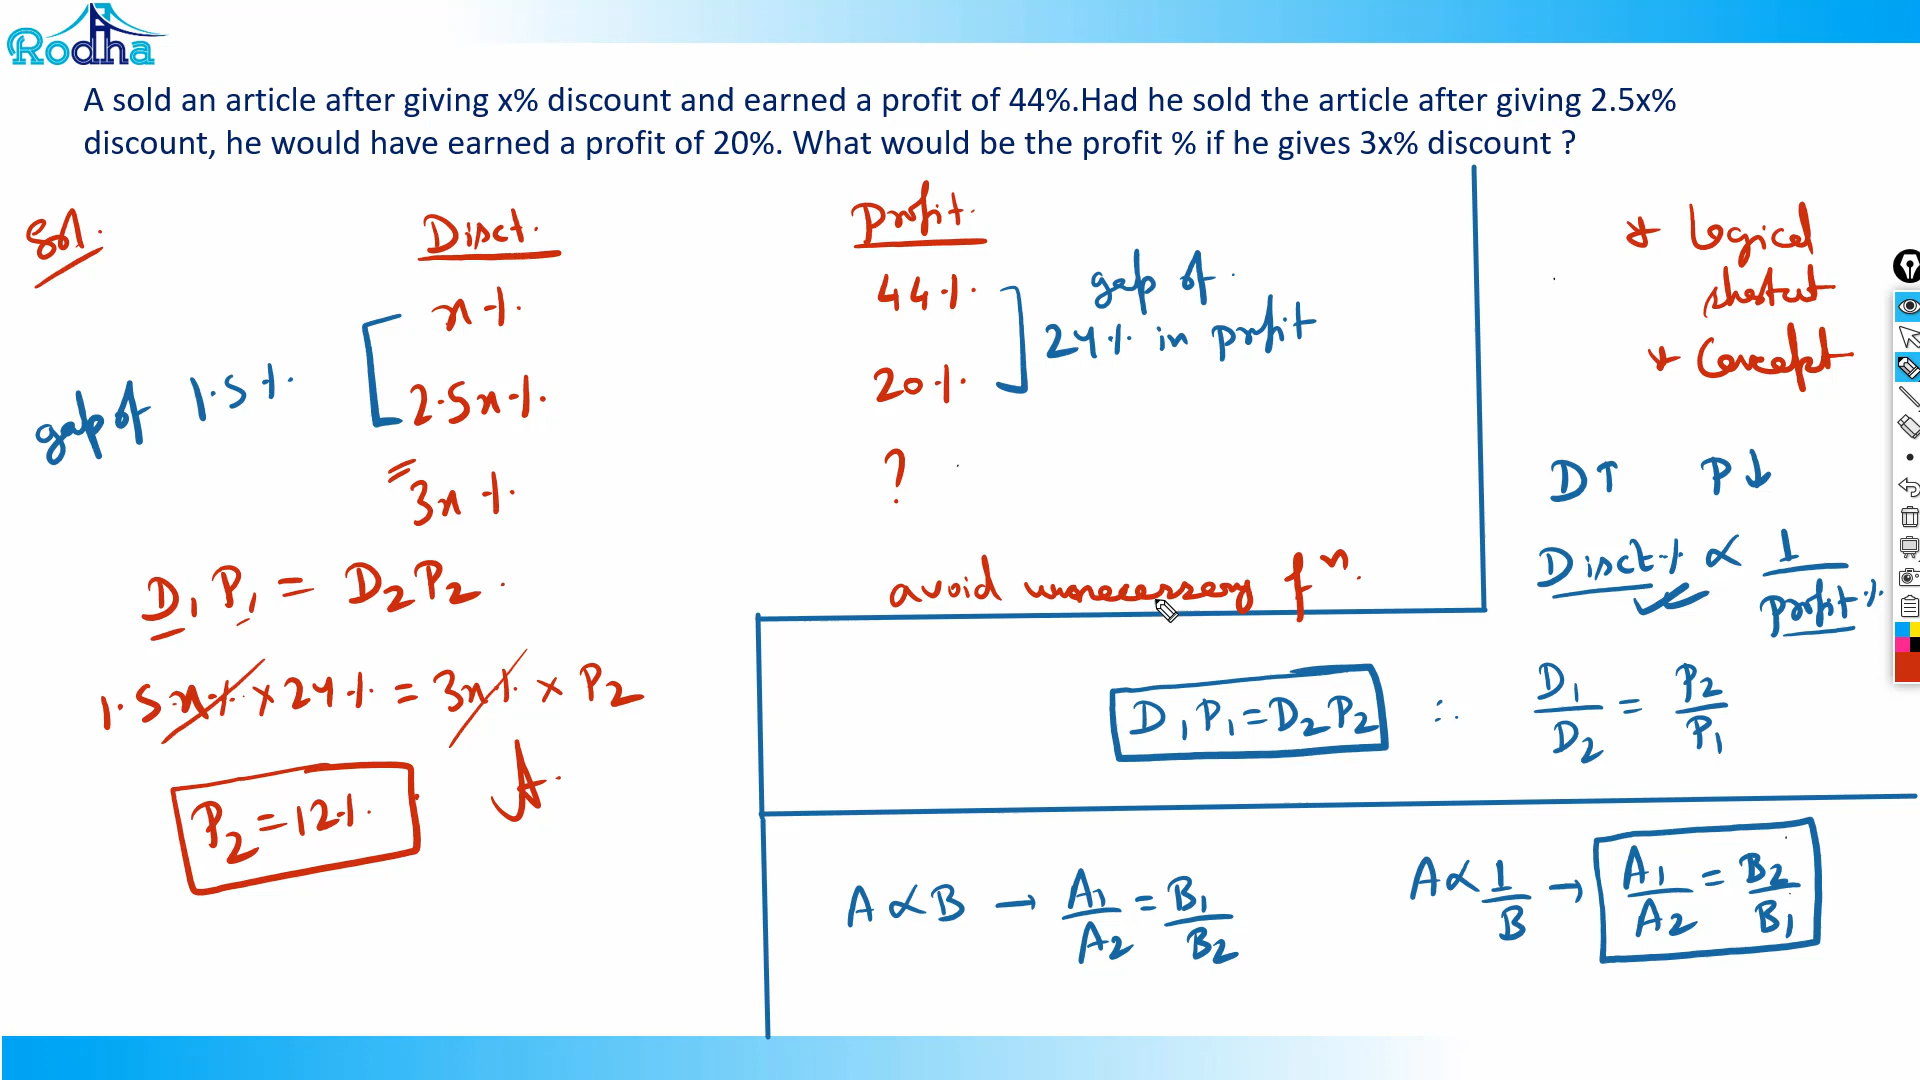 Rodha
A sold an article after giving x% discount and earned a profit of 44%.Had he sold the article after giving 2.5x%
discount, he would have earned a profit of 20%. What would be the profit % if he gives 3x% discount ?
Sol.
Disct.
Profit.
x%
44%
gap of
24% in profit
gap of 1.5%
2.5x%
20%
3x%
?
avoid unnecessary fⁿ.
D₁P₁ = D₂P₂
1.5x% × 24% = 3x% × P₂
P₂ = 12% A
* Logical
shortcut
* Concept
D↑ P↓
Disct% ∝ 1/profit%
D₁P₁=D₂P₂ ∴ D₁/D₂ = P₂/P₁
A∝B → A₁/A₂ = B₁/B₂
A∝1/B → A₁/A₂ = B₂/B₁